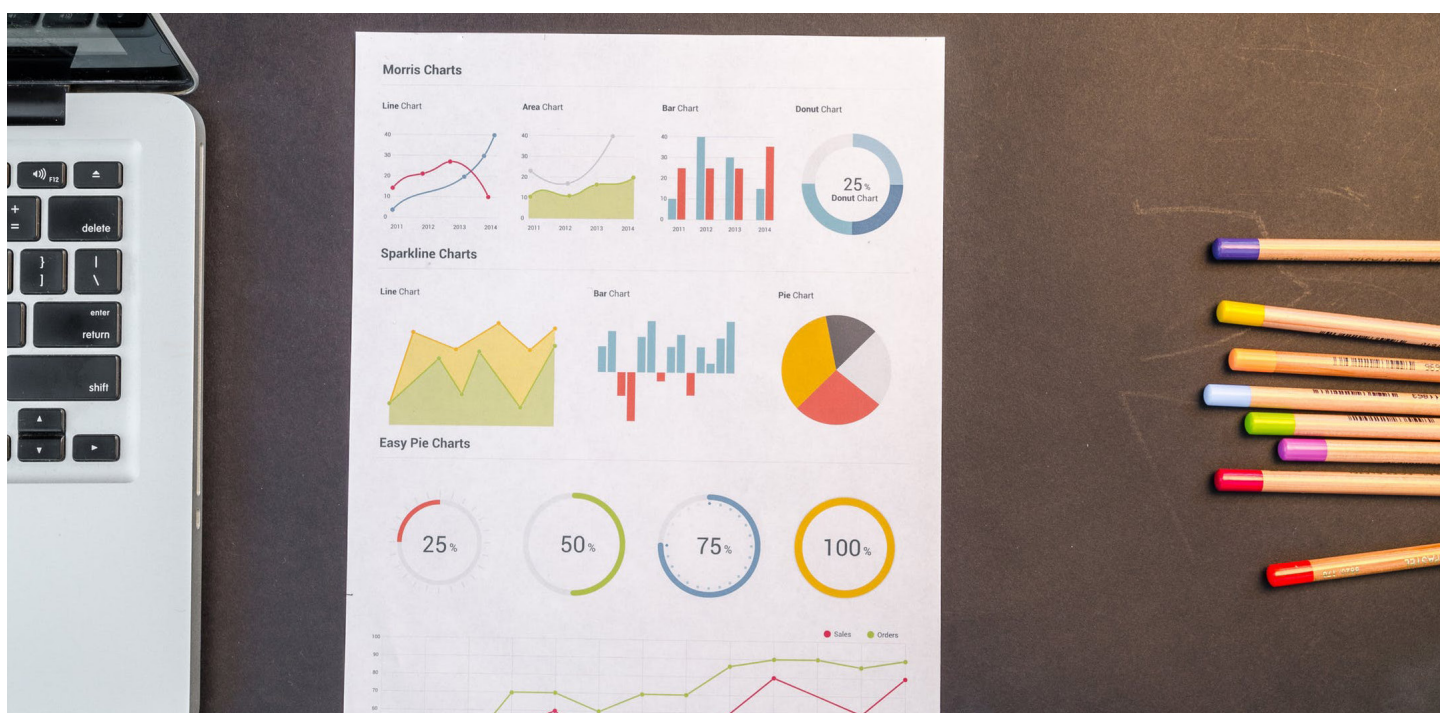 Morris Charts
Line Chart
Area Chart
Bar Chart
Donut Chart
40
30
20
10
0
2011 2012 2013 2014
40
30
20
10
0
2011 2012 2013 2014
40
30
20
10
0
2011 2012 2013 2014
25%
Donut Chart
Sparkline Charts
Line Chart
Bar Chart
Pie Chart
Easy Pie Charts
25%
50%
75%
100%
Sales Orders
100
90
80
70
60
F12
+
=
delete
}
]
|
\
enter
return
shift